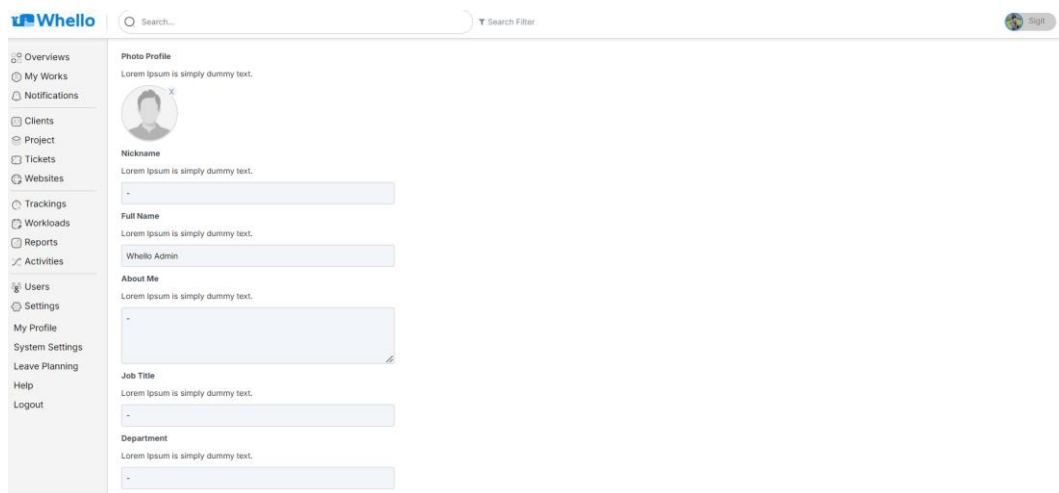 Whello
Search...
Search Filter
Sigit
Overviews
My Works
Notifications
Clients
Project
Tickets
Websites
Trackings
Workloads
Reports
Activities
Users
Settings
My Profile
System Settings
Leave Planning
Help
Logout
Photo Profile
Lorem Ipsum is simply dummy text.
X
Nickname
Lorem Ipsum is simply dummy text.
-
Full Name
Lorem Ipsum is simply dummy text.
Whello Admin
About Me
Lorem Ipsum is simply dummy text.
-
Job Title
Lorem Ipsum is simply dummy text.
-
Department
Lorem Ipsum is simply dummy text.
-